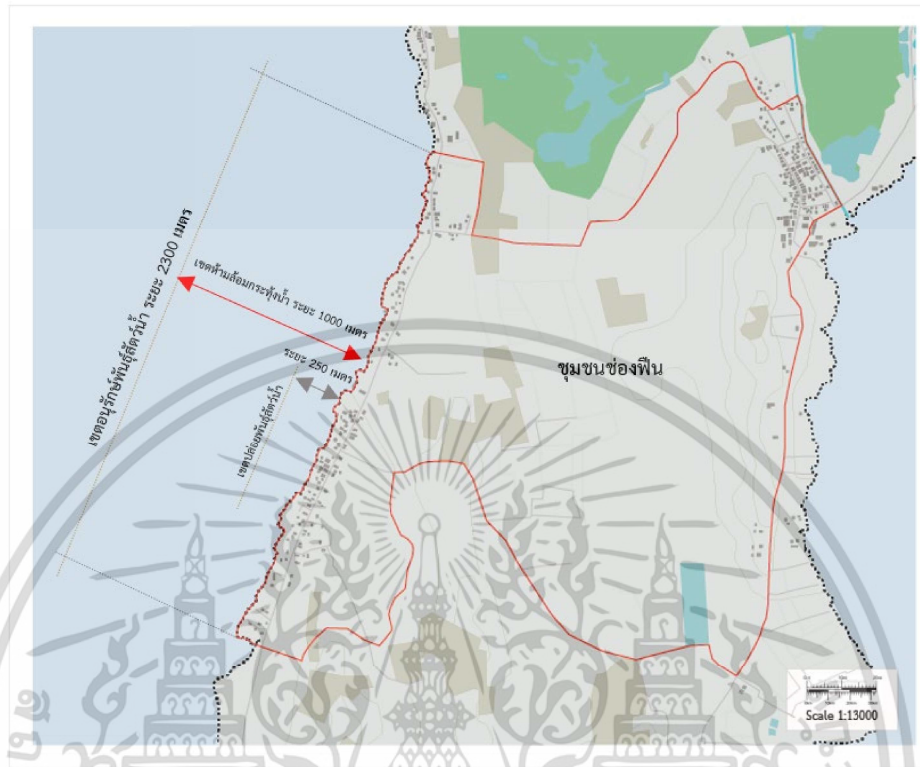 เขตอนุรักษ์พันธุ์สัตว์น้ำ ระยะ 2300 เมตร
เขตห้ามล้อมกระทุ้งน้ำ ระยะ 1000 เมตร
ระยะ 250 เมตร
เขตปล่อยพันธุ์สัตว์น้ำ
ชุมชนช่องฟืน
Scale 1:13000